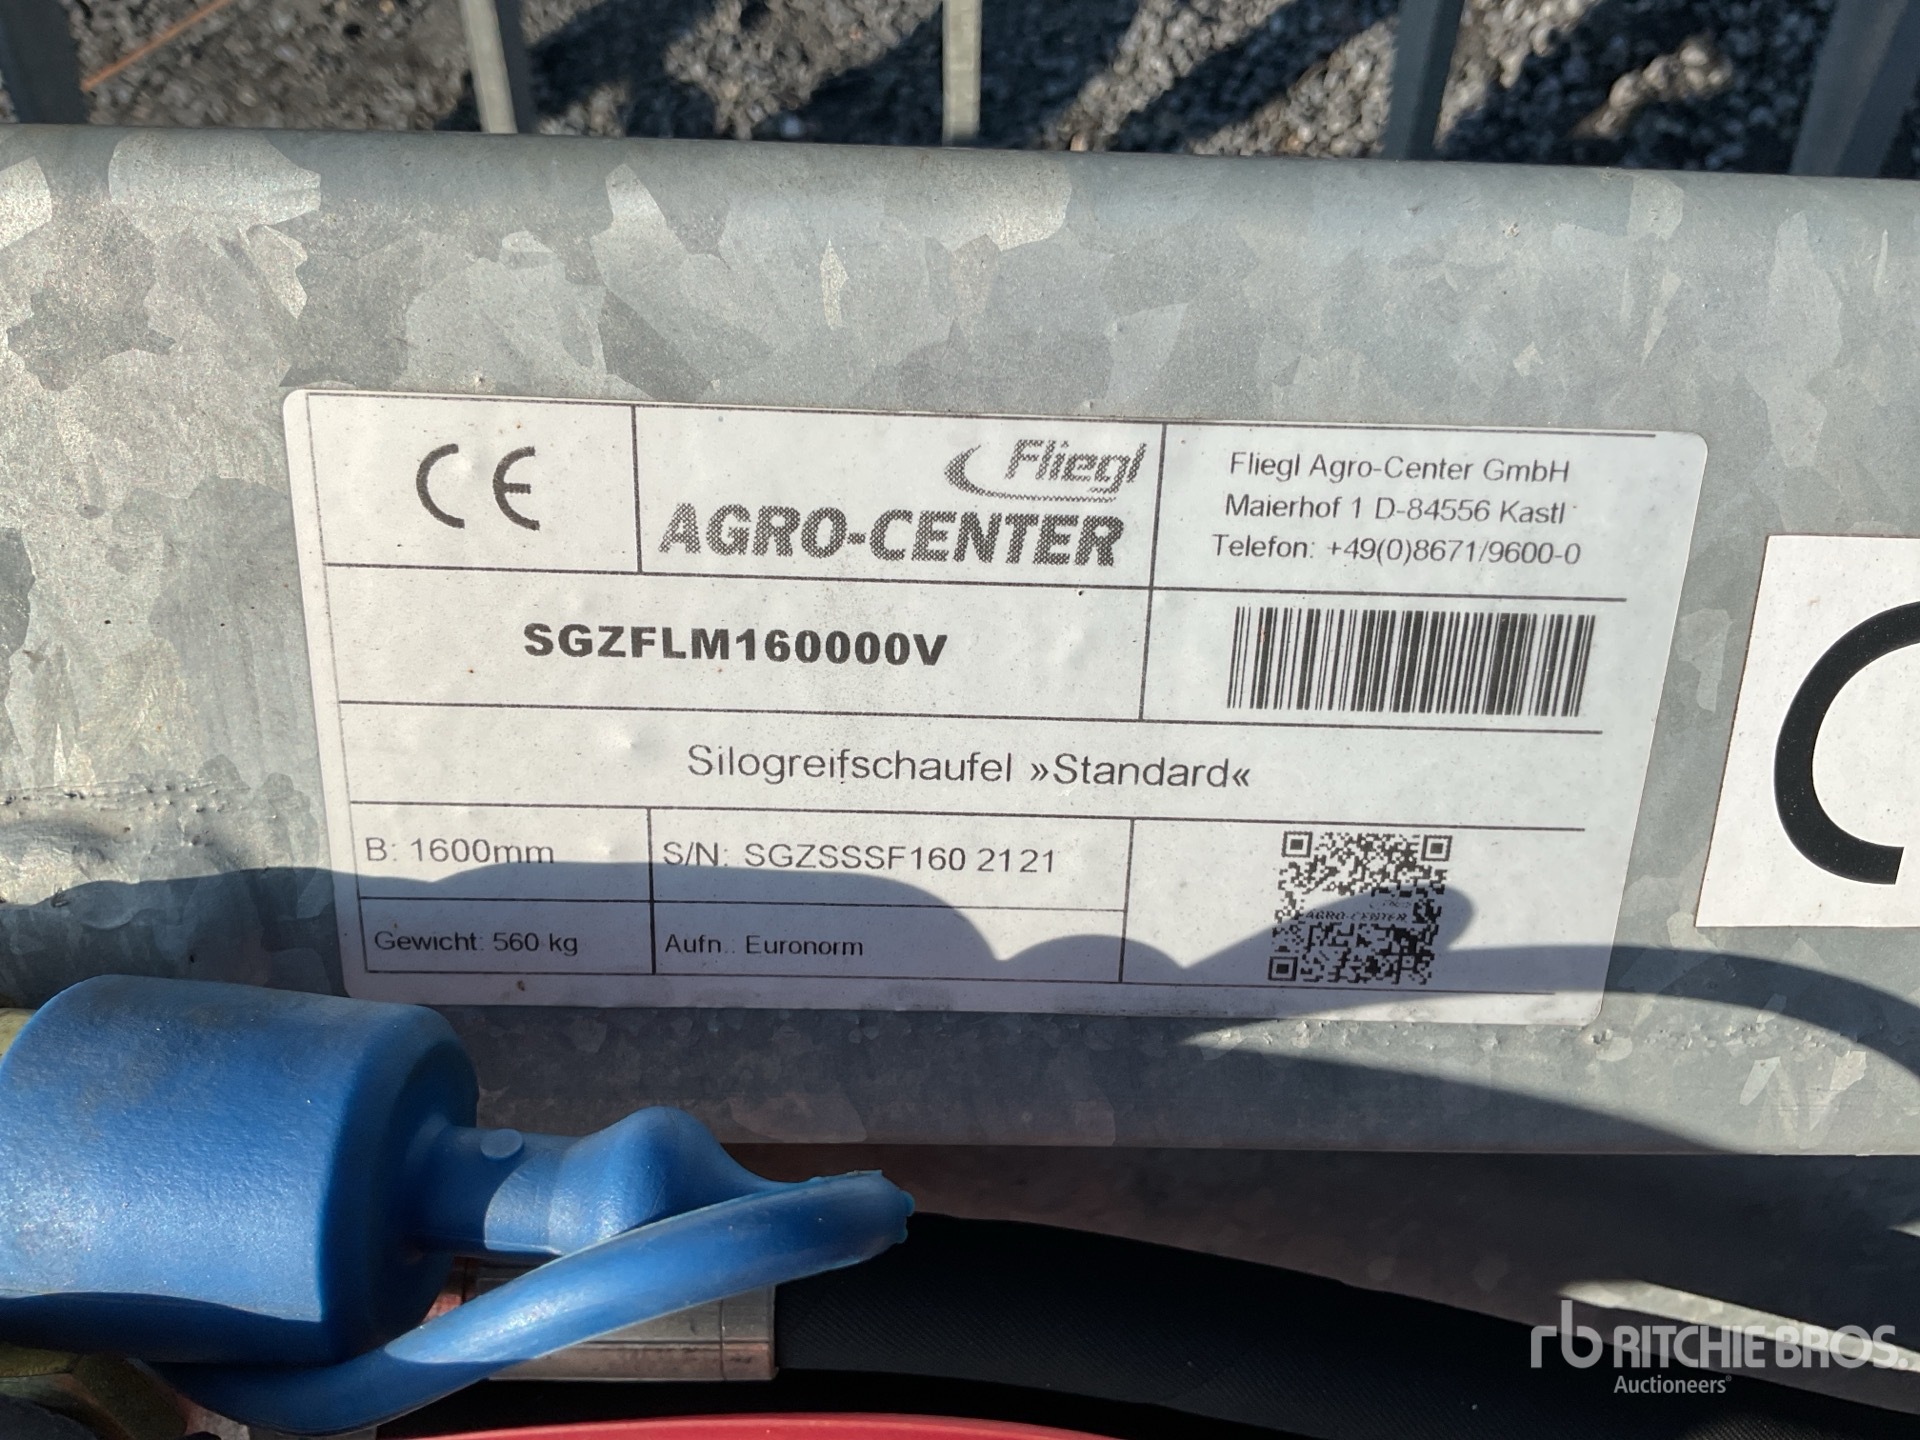 CE
Fliegl
AGRO-CENTER
Fliegl Agro-Center GmbH
Maierhof 1 D-84556 Kastl
Telefon: +49(0)8671/9600-0
SGZFLM160000V
Silogreifschaufel »Standard«
B: 1600mm
S/N: SGZSSSF160 2121
Gewicht: 560 kg
Aufn.: Euronorm
AGRO-CENTER
rb RITCHIE BROS.
Auctioneers®